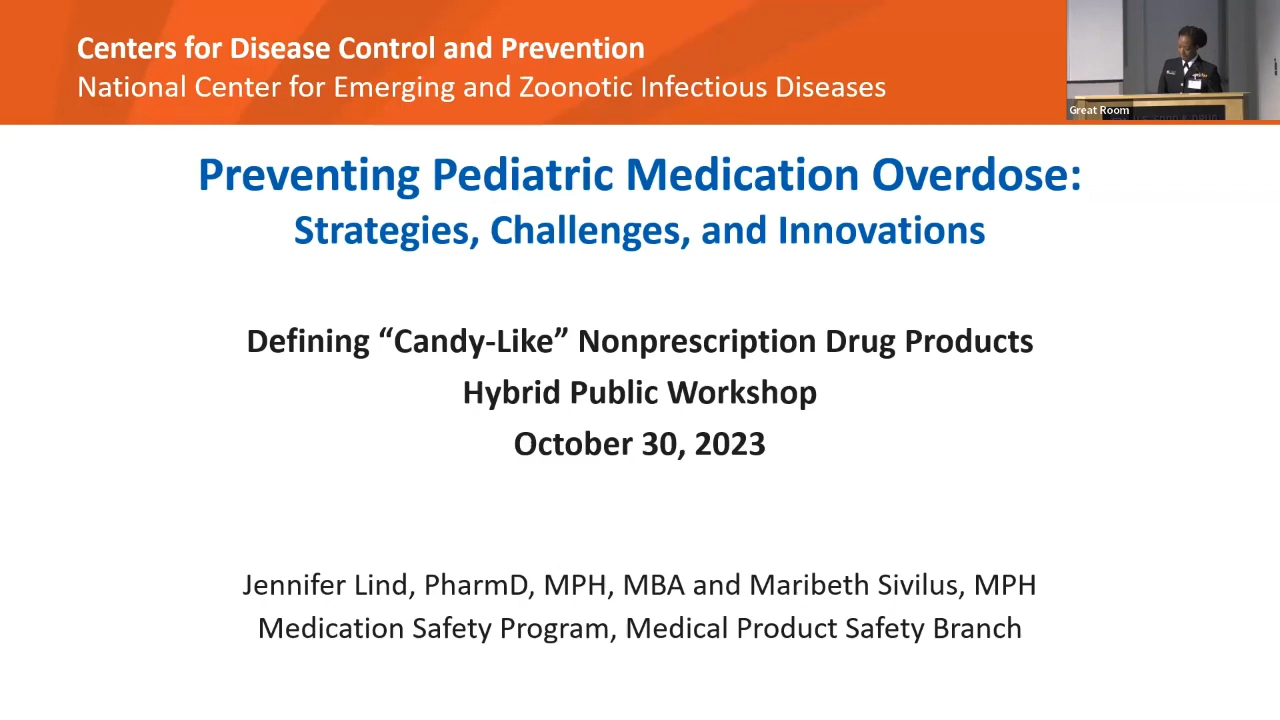 Centers for Disease Control and Prevention
National Center for Emerging and Zoonotic Infectious Diseases
Great Room
Preventing Pediatric Medication Overdose:
Strategies, Challenges, and Innovations
Defining “Candy-Like” Nonprescription Drug Products
Hybrid Public Workshop
October 30, 2023
Jennifer Lind, PharmD, MPH, MBA and Maribeth Sivilus, MPH
Medication Safety Program, Medical Product Safety Branch